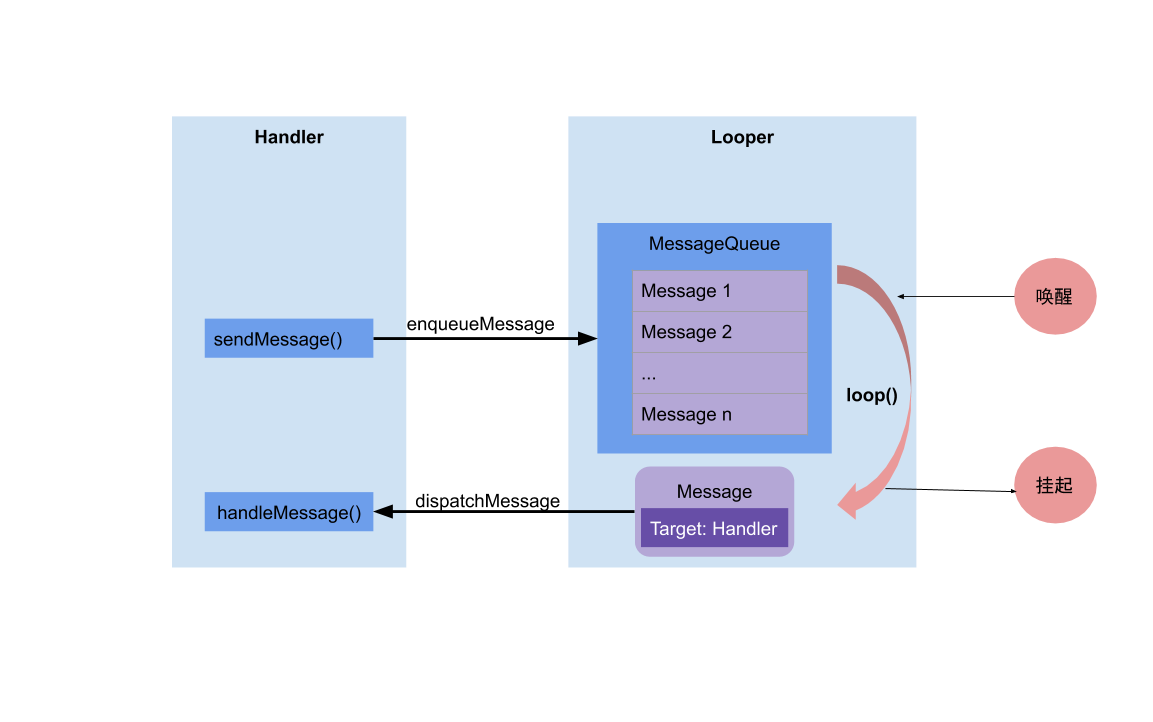 Handler
Looper
MessageQueue
Message 1
Message 2
...
Message n
sendMessage()
enqueueMessage
loop()
唤醒
挂起
Message
Target: Handler
dispatchMessage
handleMessage()